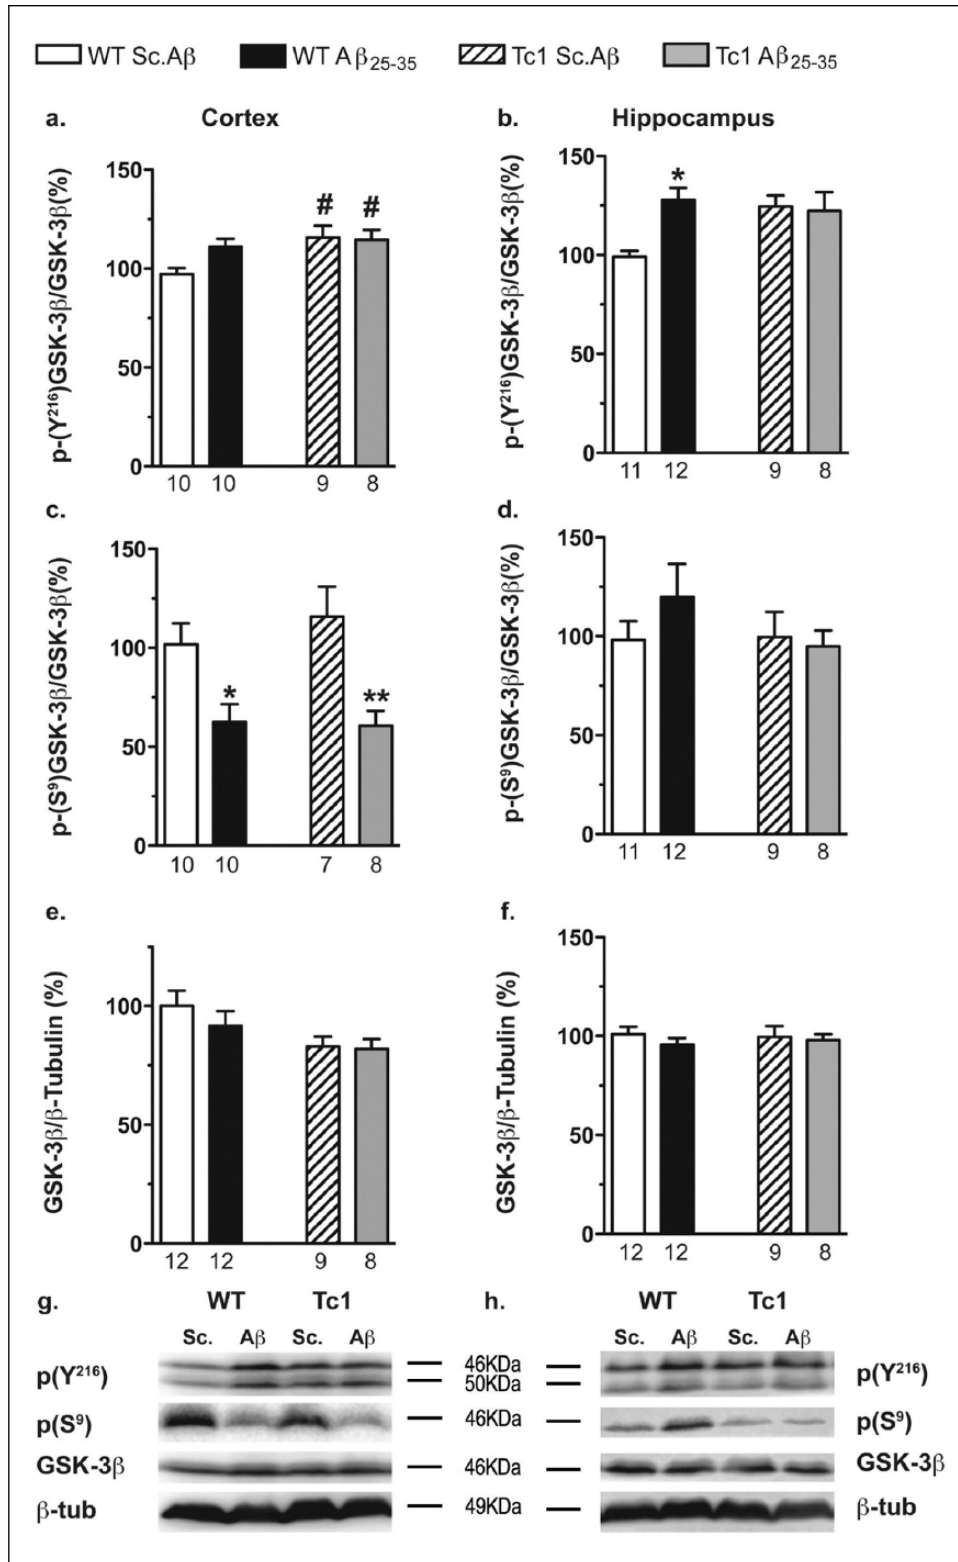 WT Sc.Aβ WT Aβ25-35 Tc1 Sc.Aβ Tc1 Aβ25-35
a. Cortex
p-(Y216)GSK-3β/GSK-3β(%)
150
100
50
0
# #
10 10 9 8
b. Hippocampus
p-(Y216)GSK-3β/GSK-3β(%)
150
100
50
0
*
11 12 9 8
c.
p-(S9)GSK-3β/GSK-3β(%)
150
100
50
0
* **
10 10 7 8
d.
p-(S9)GSK-3β/GSK-3β(%)
150
100
50
0
11 12 9 8
e.
GSK-3β/β-Tubulin (%)
100
50
0
12 12 9 8
f.
GSK-3β/β-Tubulin (%)
150
100
50
0
12 12 9 8
g. WT Tc1 h. WT Tc1
Sc. Aβ Sc. Aβ Sc. Aβ Sc. Aβ
p(Y216) 46KDa p(Y216)
50KDa
p(S9) 46KDa p(S9)
GSK-3β 46KDa GSK-3β
β-tub 49KDa β-tub